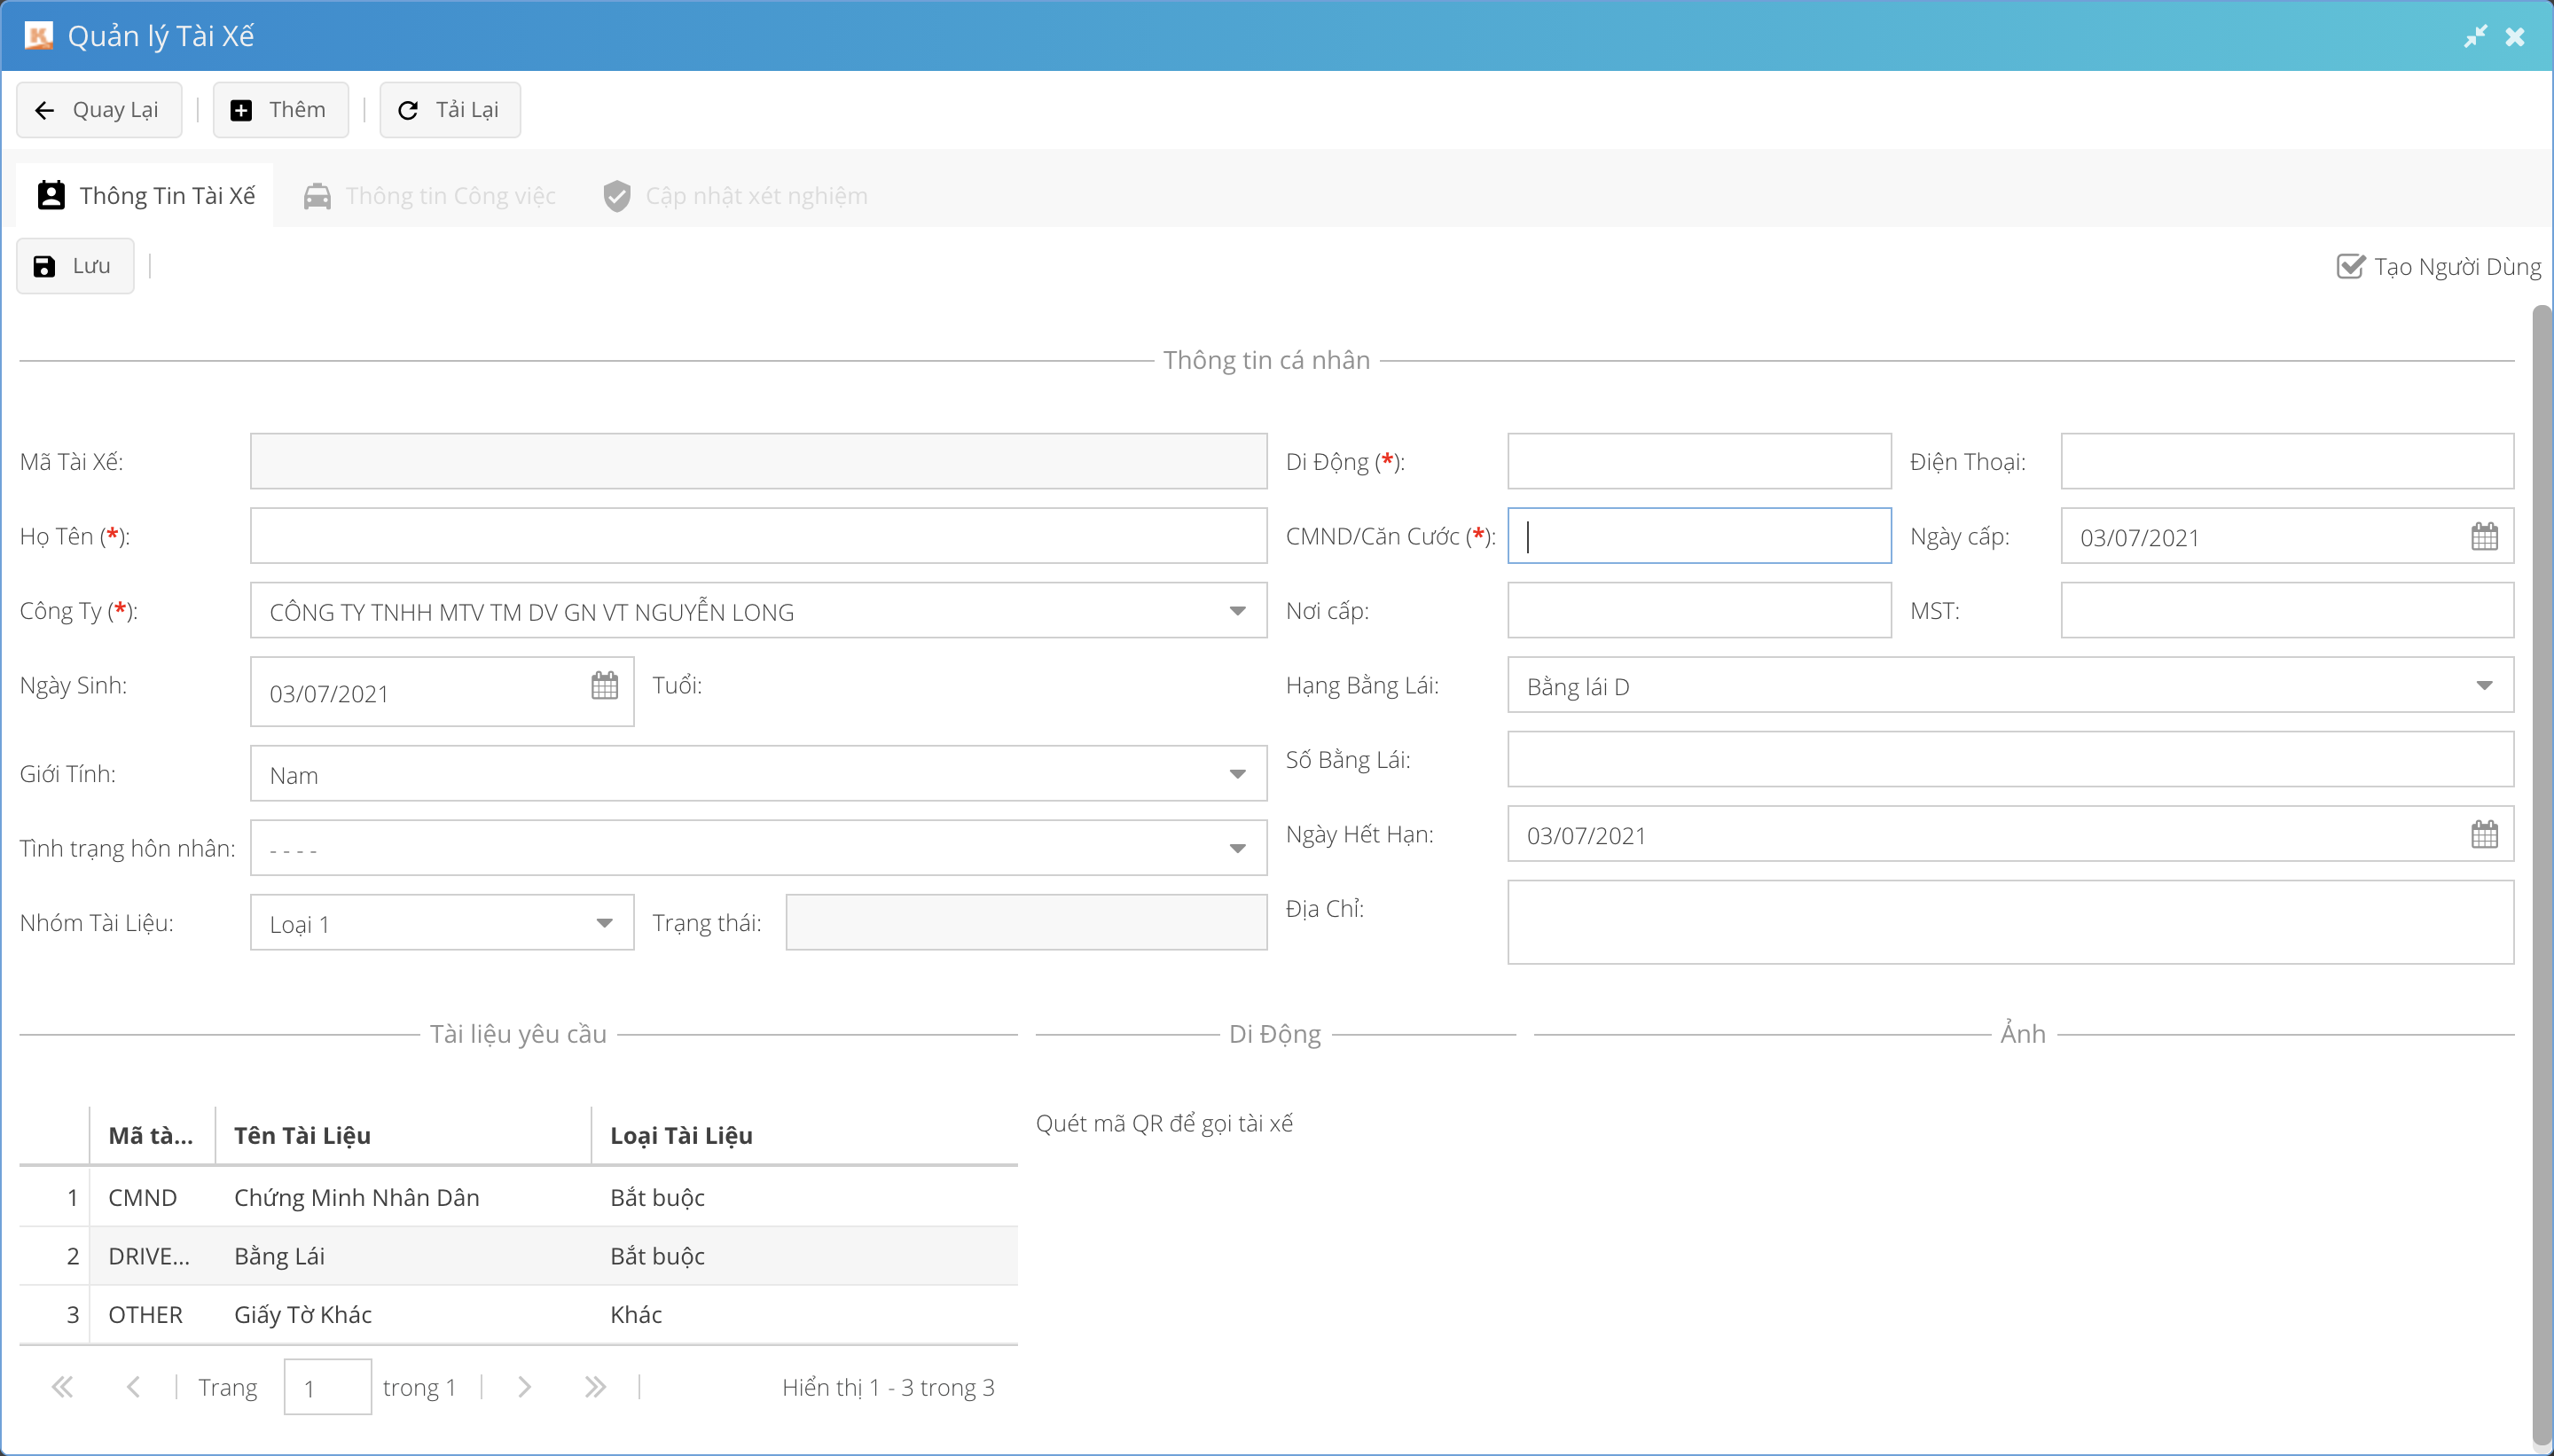 Quản lý Tài Xế
Quay Lại
Thêm
Tải Lại
Thông Tin Tài Xế
Thông tin Công việc
Cập nhật xét nghiệm
Lưu
Tạo Người Dùng
Thông tin cá nhân
Mã Tài Xế:
Di Động (*):
Điện Thoại:
Họ Tên (*):
CMND/Căn Cước (*):
Ngày cấp: 03/07/2021
Công Ty (*): CÔNG TY TNHH MTV TM DV GN VT NGUYỄN LONG
Nơi cấp:
MST:
Ngày Sinh: 03/07/2021
Tuổi:
Hạng Bằng Lái: Bằng lái D
Giới Tính: Nam
Số Bằng Lái:
Tình trạng hôn nhân: - - - -
Ngày Hết Hạn: 03/07/2021
Nhóm Tài Liệu: Loại 1
Trạng thái:
Địa Chỉ:
Tài liệu yêu cầu
Di Động
Ảnh
Mã tà... Tên Tài Liệu Loại Tài Liệu
1 CMND Chứng Minh Nhân Dân Bắt buộc
2 DRIVE... Bằng Lái Bắt buộc
3 OTHER Giấy Tờ Khác Khác
Quét mã QR để gọi tài xế
Trang 1 trong 1
Hiển thị 1 - 3 trong 3